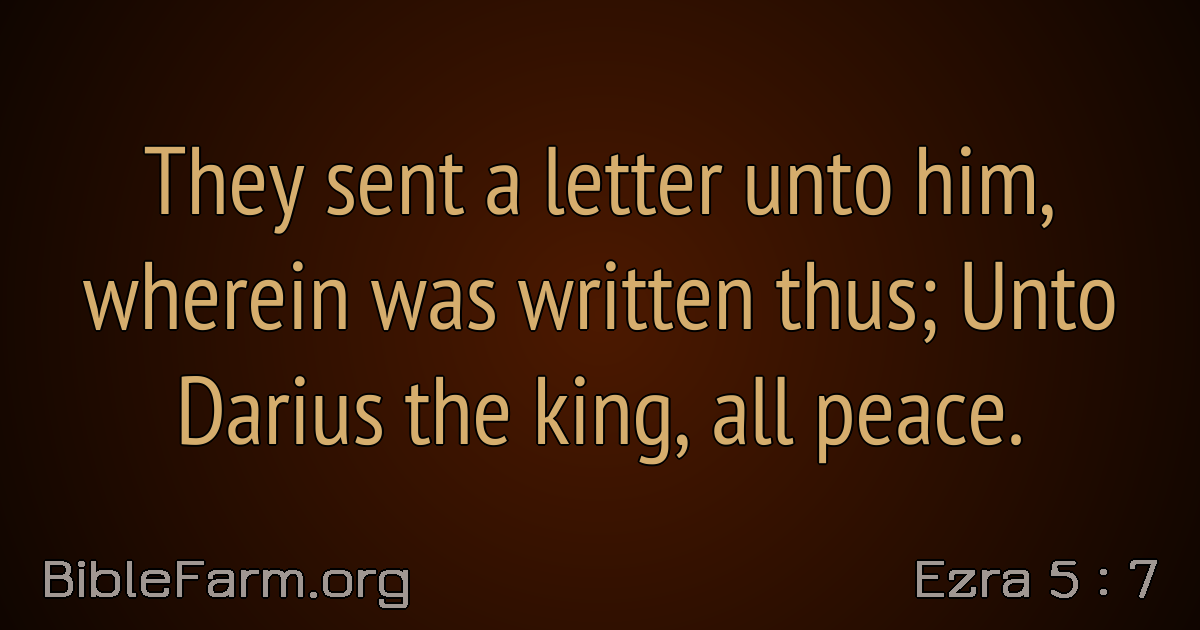 They sent a letter unto him,
wherein was written thus; Unto
Darius the king, all peace.
BibleFarm.org
Ezra 5 : 7